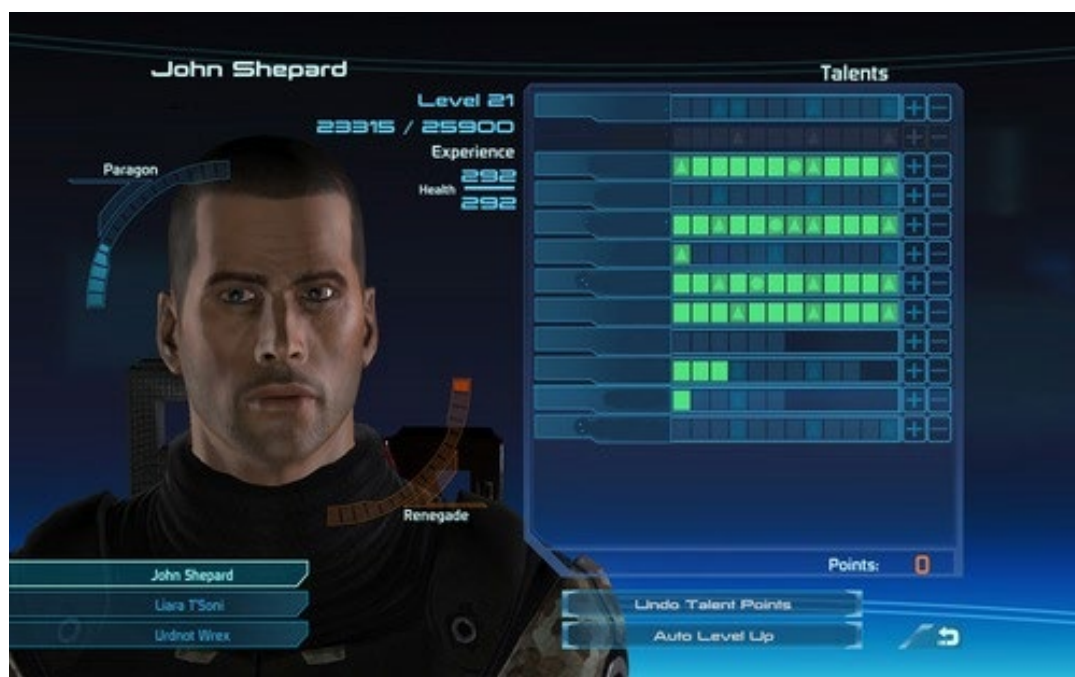 John Shepard
Talents
Level 21
23315 / 25900
Experience
Paragon
292
Health
292
Renegade
Points: 0
John Shepard
Liara T'Soni
Urdnot Wrex
Undo Talent Points
Auto Level Up